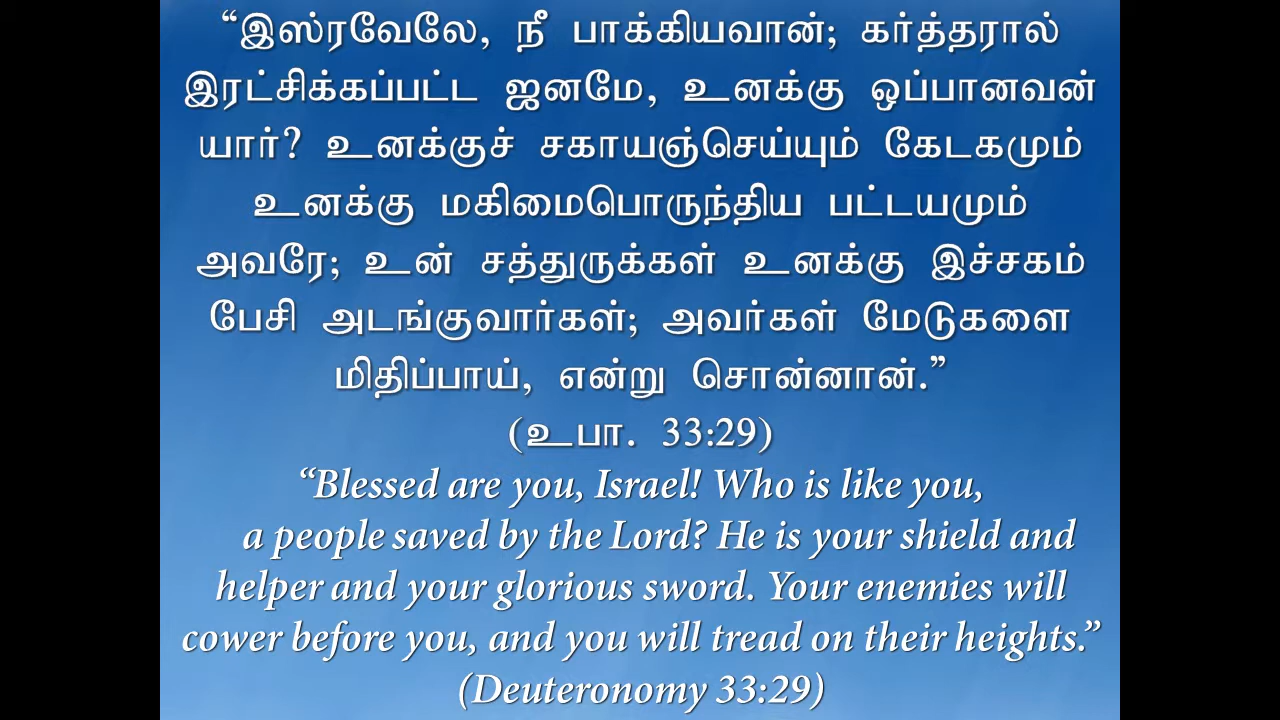 “இஸ்ரவேலே, நீ பாக்கியவான்; கர்த்தரால்
இரட்சிக்கப்பட்ட ஜனமே, உனக்கு ஒப்பானவன்
யார்? உனக்குச் சகாயஞ்செய்யும் கேடகமும்
உனக்கு மகிமைபொருந்திய பட்டயமும்
அவரே; உன் சத்துருக்கள் உனக்கு இச்சகம்
பேசி அடங்குவார்கள்; அவர்கள் மேடுகளை
மிதிப்பாய், என்று சொன்னான்.”
(உபா. 33:29)
“Blessed are you, Israel! Who is like you,
a people saved by the Lord? He is your shield and
helper and your glorious sword. Your enemies will
cower before you, and you will tread on their heights.”
(Deuteronomy 33:29)